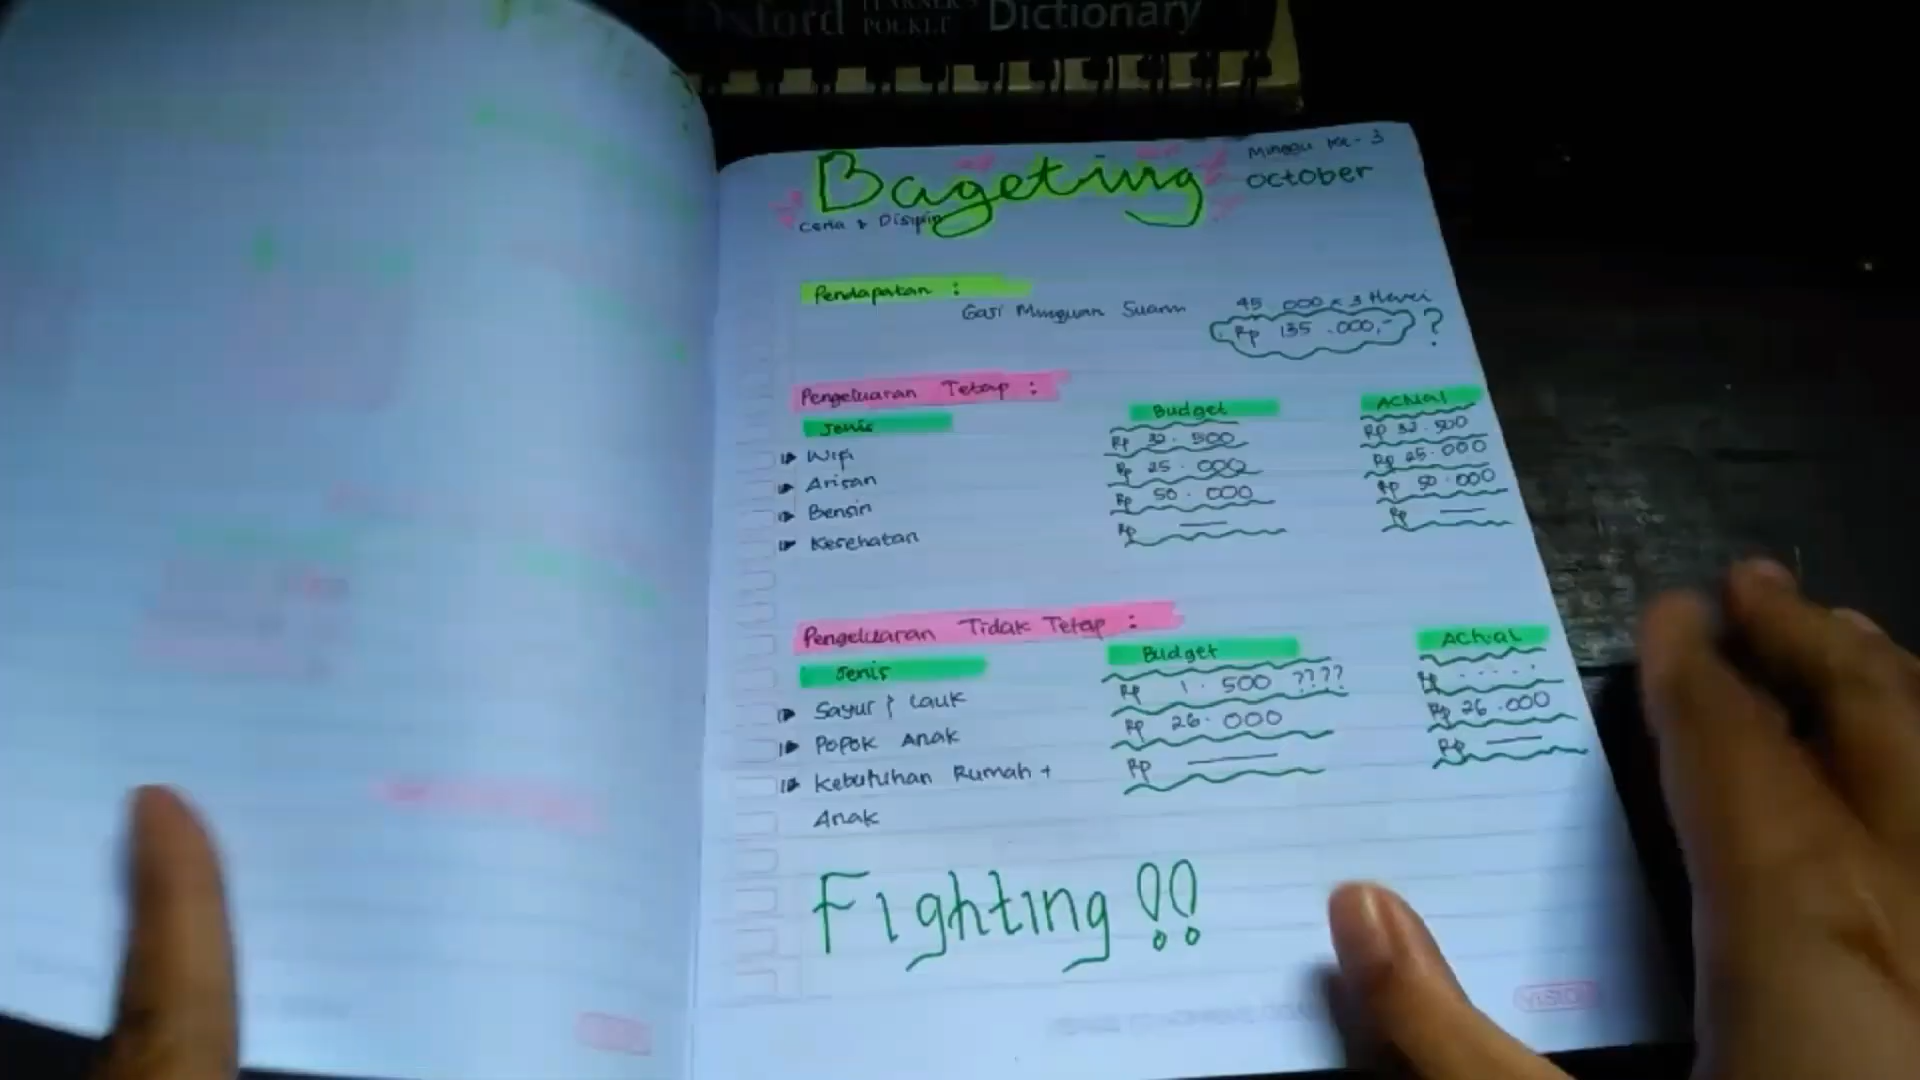 Oxford LEARNER'S POCKET Dictionary
Minggu Ke-3
Bageting October
Ceria & Disiplin
Pendapatan :
Gaji Mingguan Suami 45.000 x 3 Hari
Rp 135.000,- ?
Pengeluaran Tetap :
Jenis Budget Actual
Wifi Rp 32.500 Rp 32.500
Arisan Rp 25.000 Rp 25.000
Bensin Rp 50.000 Rp 50.000
Kesehatan Rp — Rp —
Pengeluaran Tidak Tetap :
Jenis Budget Actual
Sayur & Lauk Rp 1.500 ???? Rp ....
Popok Anak Rp 26.000 Rp 26.000
Kebutuhan Rumah + Rp — Rp —
Anak
Fighting !!
VISION